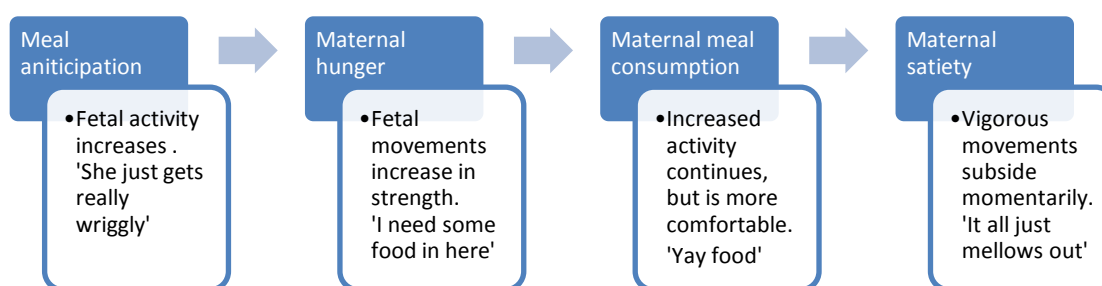 Meal
aniticipation
•Fetal activity
increases .
'She just gets
really
wriggly'
Maternal
hunger
•Fetal
movements
increase in
strength.
'I need some
food in here'
Maternal meal
consumption
•Increased
activity
continues,
but is more
comfortable.
'Yay food'
Maternal
satiety
•Vigorous
movements
subside
momentarily.
'It all just
mellows out'